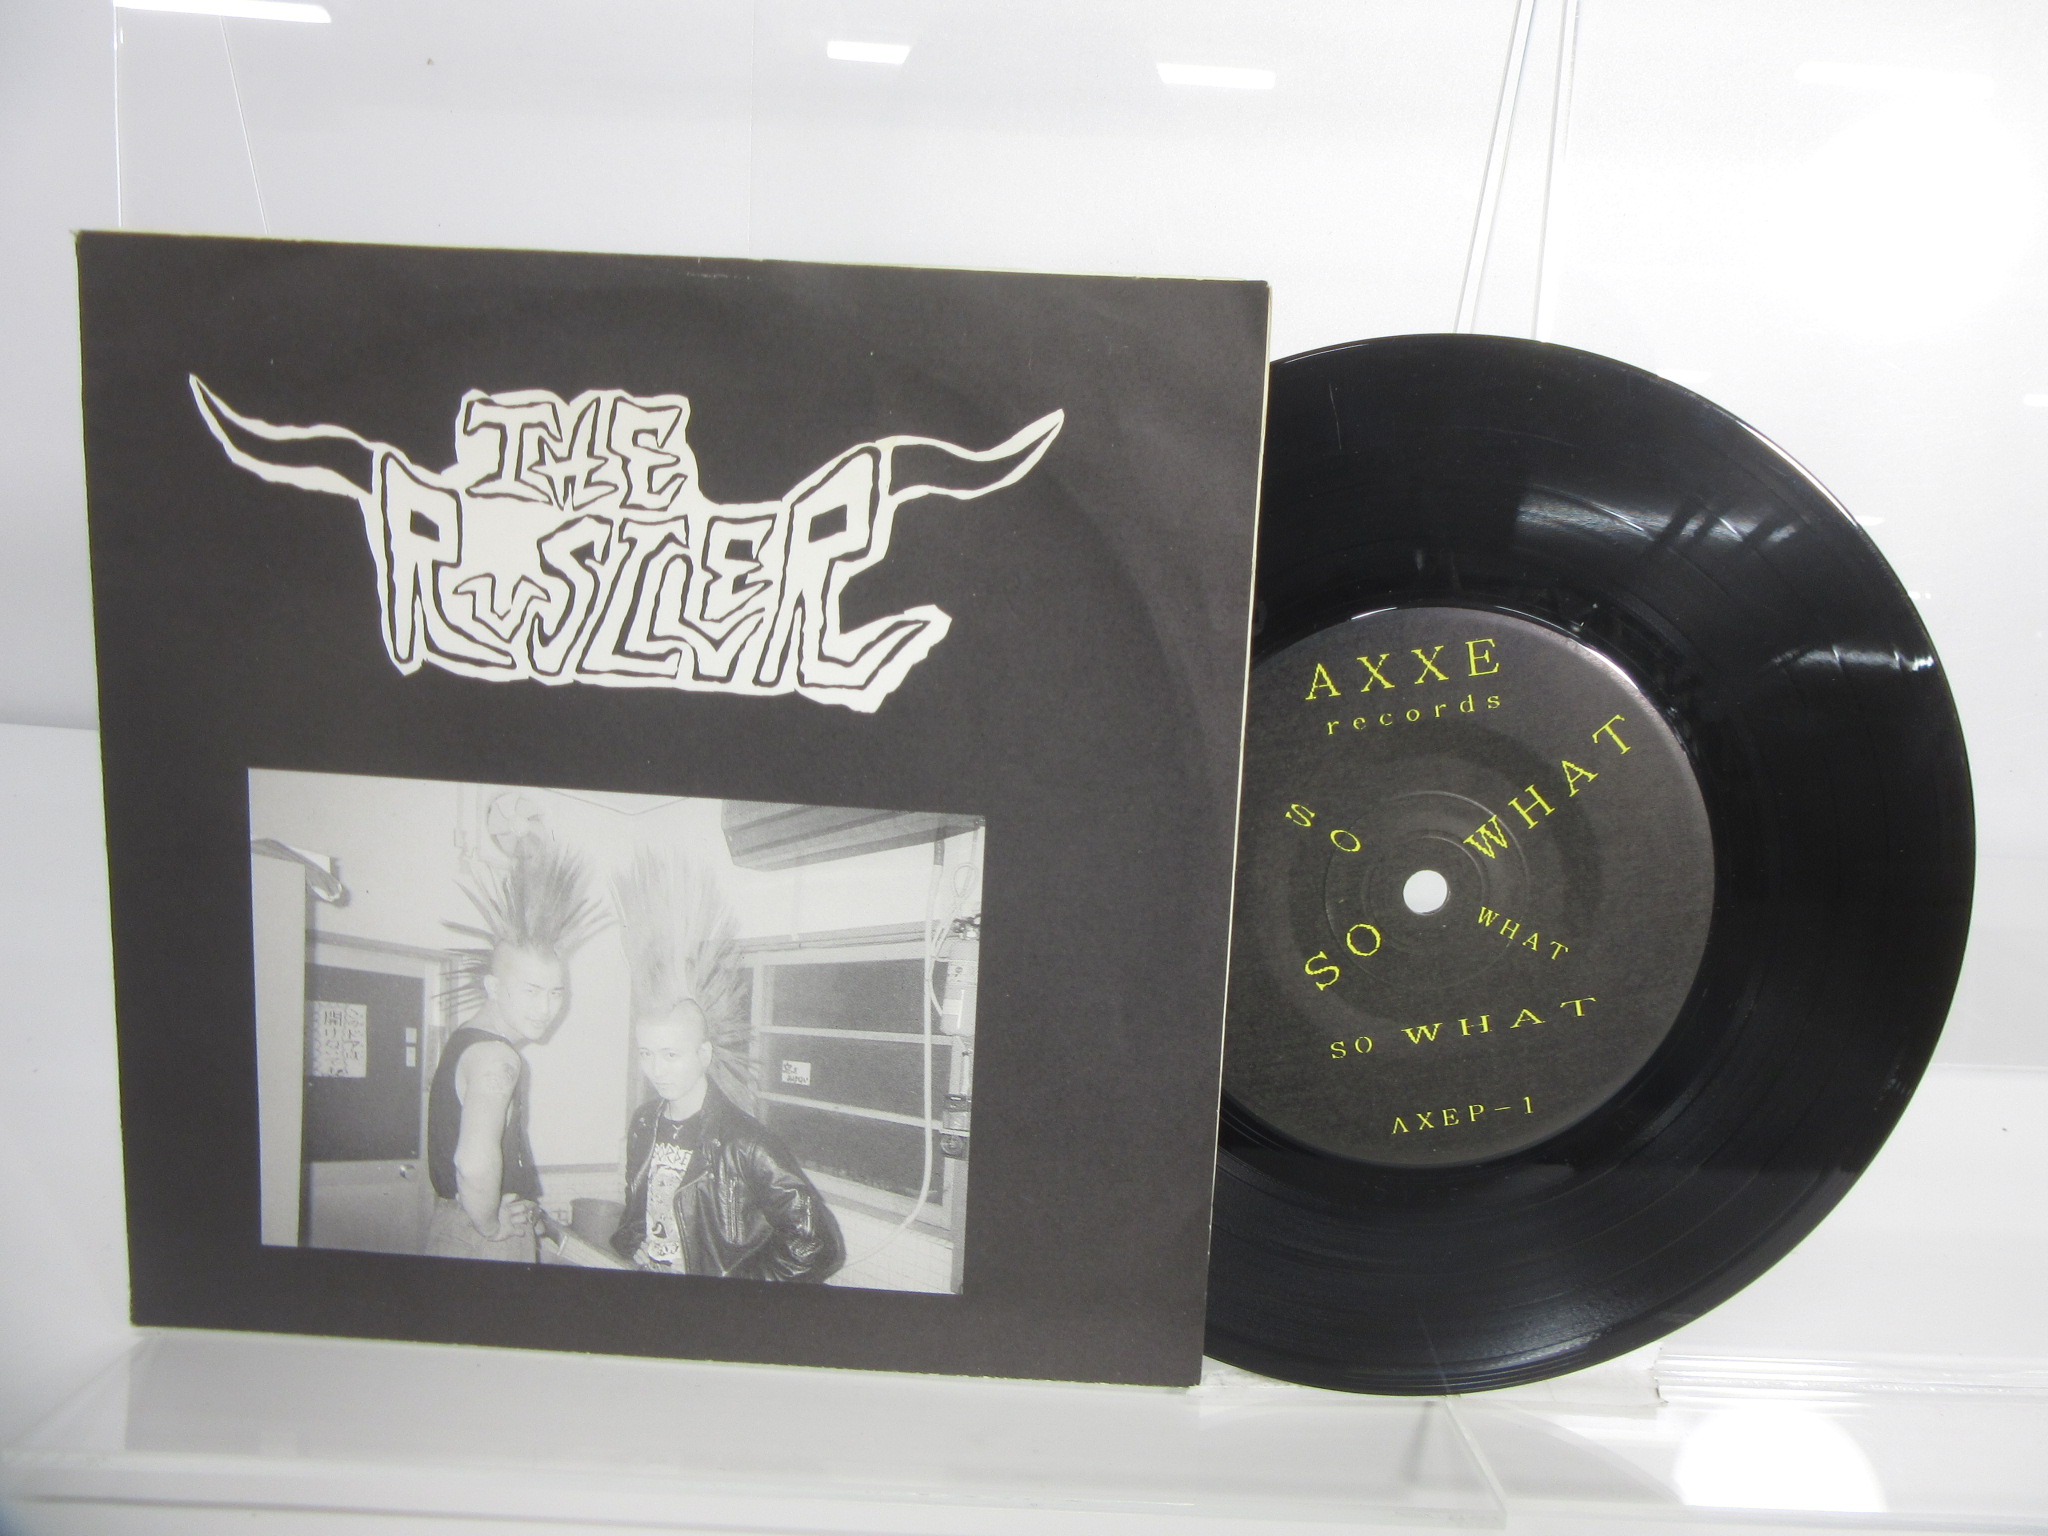 THE
RUSTLER
AXXE
records
SO WHAT
SO WHAT
SO WHAT
AXEP-1